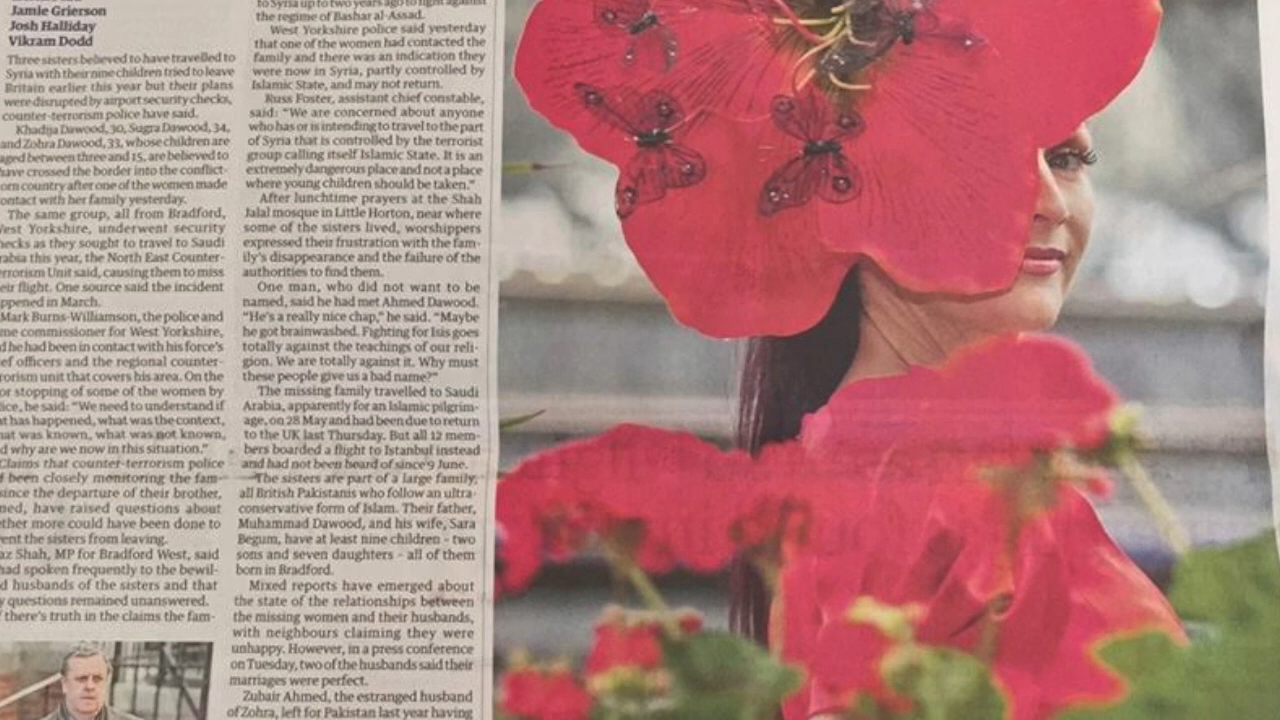 Jamie Grierson
Josh Halliday
Vikram Dodd
Three sisters believed to have travelled to
Syria with their nine children tried to leave
Britain earlier this year but their plans
were disrupted by airport security checks,
counter-terrorism police have said.
Khadija Dawood, 30, Sugra Dawood, 34,
and Zohra Dawood, 33, whose children are
aged between three and 15, are believed to
have crossed the border into the conflict-
orn country after one of the women made
ontact with her family yesterday.
The same group, all from Bradford,
West Yorkshire, underwent security
hecks as they sought to travel to Saudi
rabia this year, the North East Counter-
errorism Unit said, causing them to miss
eir flight. One source said the incident
ppened in March.
Mark Burns-Williamson, the police and
me commissioner for West Yorkshire,
d he had been in contact with his force's
ef officers and the regional counter-
rorism unit that covers his area. On the
or stopping of some of the women by
lice, he said: "We need to understand if
at has happened, what was the context,
hat was known, what was not known,
d why are we now in this situation."
Claims that counter-terrorism police
d been closely monitoring the fam-
since the departure of their brother,
ned, have raised questions about
ether more could have been done to
vent the sisters from leaving.
az Shah, MP for Bradford West, said
had spoken frequently to the bewil-
d husbands of the sisters and that
y questions remained unanswered.
f there's truth in the claims the fam-
to Syria up to two years ago to fight against
the regime of Bashar al-Assad.
West Yorkshire police said yesterday
that one of the women had contacted the
family and there was an indication they
were now in Syria, partly controlled by
Islamic State, and may not return.
Russ Foster, assistant chief constable,
said: "We are concerned about anyone
who has or is intending to travel to the part
of Syria that is controlled by the terrorist
group calling itself Islamic State. It is an
extremely dangerous place and not a place
where young children should be taken."
After lunchtime prayers at the Shah
Jalal mosque in Little Horton, near where
some of the sisters lived, worshippers
expressed their frustration with the fam-
ily's disappearance and the failure of the
authorities to find them.
One man, who did not want to be
named, said he had met Ahmed Dawood.
"He's a really nice chap," he said. "Maybe
he got brainwashed. Fighting for Isis goes
totally against the teachings of our reli-
gion. We are totally against it. Why must
these people give us a bad name?"
The missing family travelled to Saudi
Arabia, apparently for an Islamic pilgrim-
age, on 28 May and had been due to return
to the UK last Thursday. But all 12 mem-
bers boarded a flight to Istanbul instead
and had not been heard of since 9 June.
The sisters are part of a large family,
all British Pakistanis who follow an ultra-
conservative form of Islam. Their father,
Muhammad Dawood, and his wife, Sara
Begum, have at least nine children - two
sons and seven daughters - all of them
born in Bradford.
Mixed reports have emerged about
the state of the relationships between
the missing women and their husbands,
with neighbours claiming they were
unhappy. However, in a press conference
on Tuesday, two of the husbands said their
marriages were perfect.
Zubair Ahmed, the estranged husband
of Zohra, left for Pakistan last year having